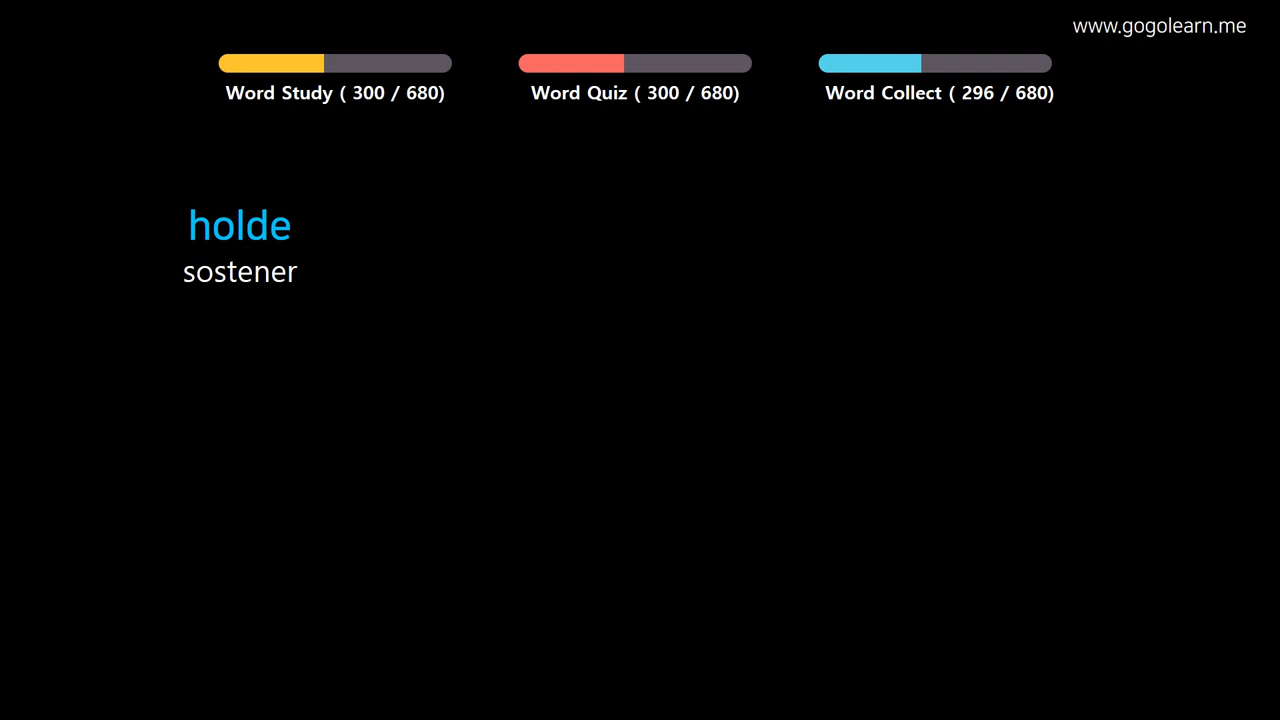 www.gogolearn.me
Word Study ( 300 / 680)
Word Quiz ( 300 / 680)
Word Collect ( 296 / 680)
holde
sostener